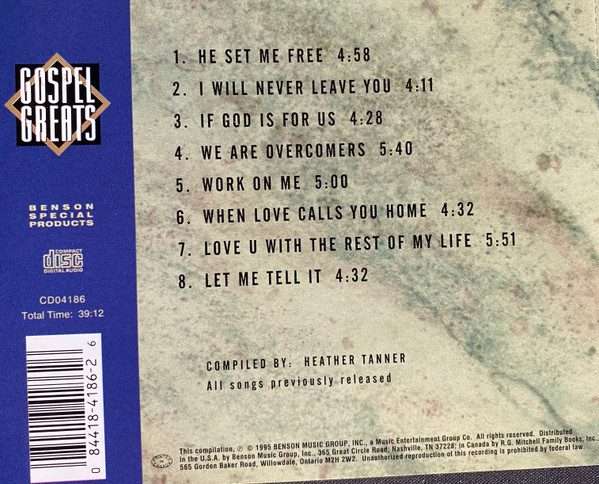 GOSPEL
GREATS
BENSON
SPECIAL
PRODUCTS
COMPACT
disc
DIGITAL AUDIO
CD04186
Total Time: 39:12
0 84418-4186-2 6
1. HE SET ME FREE 4:58
2. I WILL NEVER LEAVE YOU 4:11
3. IF GOD IS FOR US 4:28
4. WE ARE OVERCOMERS 5:40
5. WORK ON ME 5:00
6. WHEN LOVE CALLS YOU HOME 4:32
7. LOVE U WITH THE REST OF MY LIFE 5:51
8. LET ME TELL IT 4:32
COMPILED BY: HEATHER TANNER
All songs previously released
This compilation, ℗ © 1995 BENSON MUSIC GROUP, INC., a Music Entertainment Group Co. All rights reserved. Distributed
in the U.S.A. by Benson Music Group, Inc., 365 Great Circle Road, Nashville, TN 37228; in Canada by R.G. Mitchell Family Books, Inc.,
565 Gordon Baker Road, Willowdale, Ontario M2H 2W2. Unauthorized reproduction of this recording is prohibited by federal law.